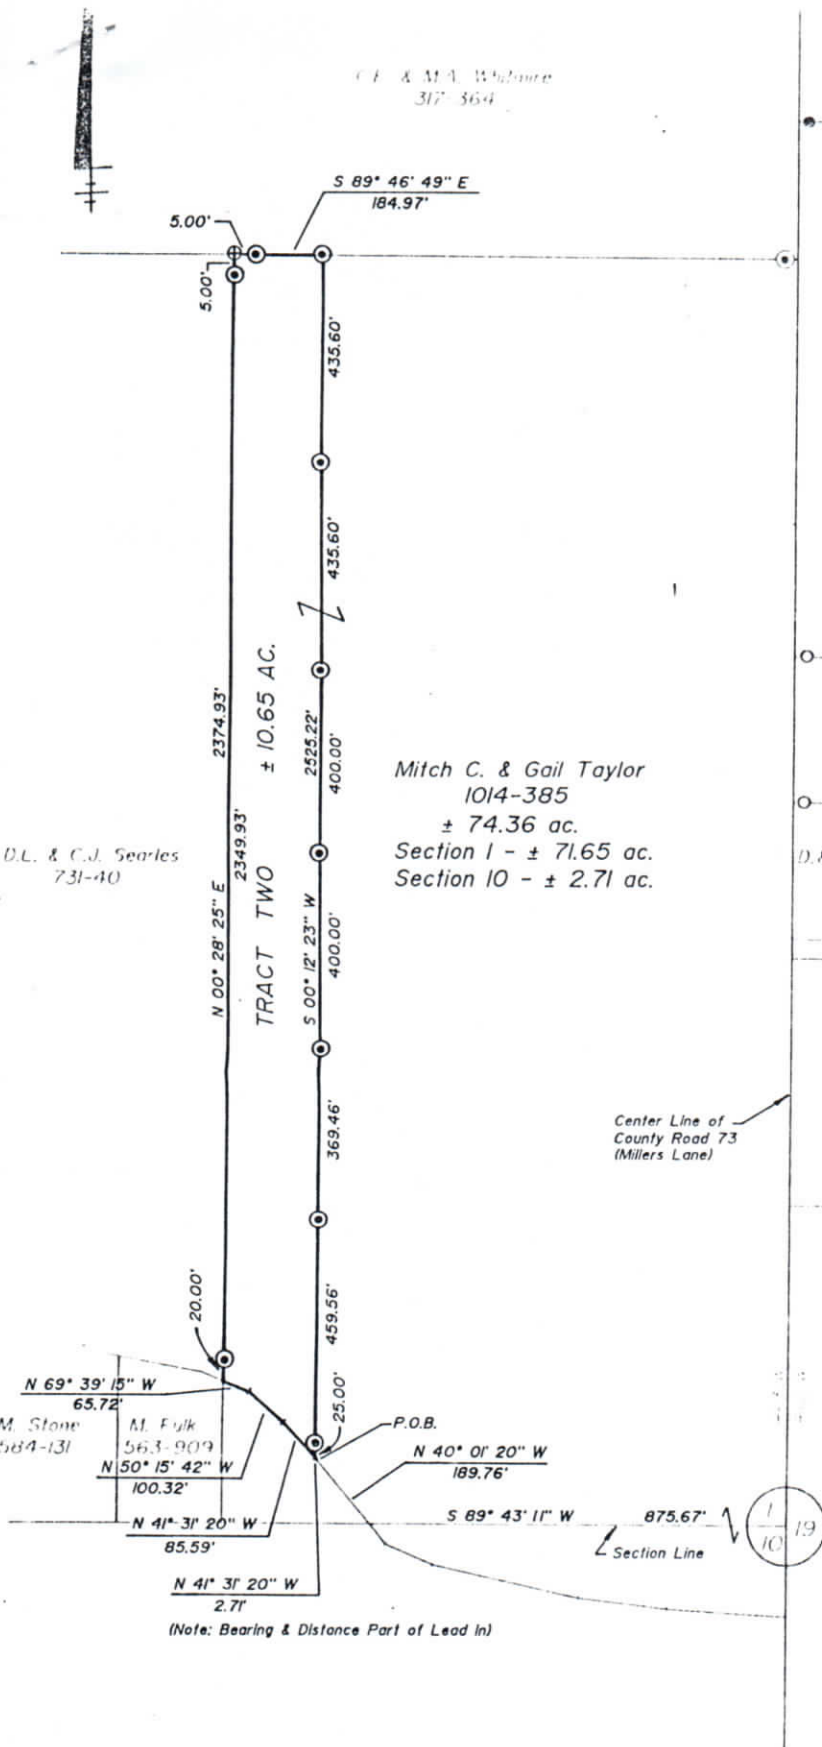 C.E. & M.A. Whitmire
317-364
S 89° 46' 49" E
184.97'
5.00'
5.00'
435.60'
435.60'
2374.93'
2349.93'
N 00° 28' 25" E
TRACT TWO ± 10.65 AC.
2525.22'
400.00'
S 00° 12' 23" W
400.00'
369.46'
459.56'
25.00'
20.00'
Mitch C. & Gail Taylor
1014-385
± 74.36 ac.
Section 1 - ± 71.65 ac.
Section 10 - ± 2.71 ac.
D.L. & C.J. Searles
731-40
D.&
Center Line of
County Road 73
(Millers Lane)
N 69° 39' 15" W
65.72'
M. Stone
584-131
M. Fulk
563-909
N 50° 15' 42" W
100.32'
P.O.B.
N 40° 01' 20" W
189.76'
N 41° 31' 20" W
85.59'
S 89° 43' 11" W 875.67'
Section Line
1
10
19
N 41° 31' 20" W
2.71'
(Note: Bearing & Distance Part of Lead In)